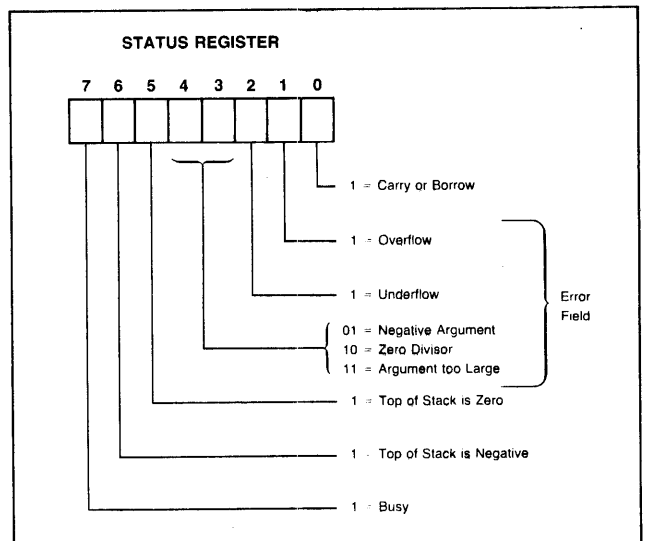 STATUS REGISTER
7 6 5 4 3 2 1 0
1 = Carry or Borrow
1 = Overflow
1 = Underflow
Error
Field
01 = Negative Argument
10 = Zero Divisor
11 = Argument too Large
1 = Top of Stack is Zero
1 - Top of Stack is Negative
1 = Busy